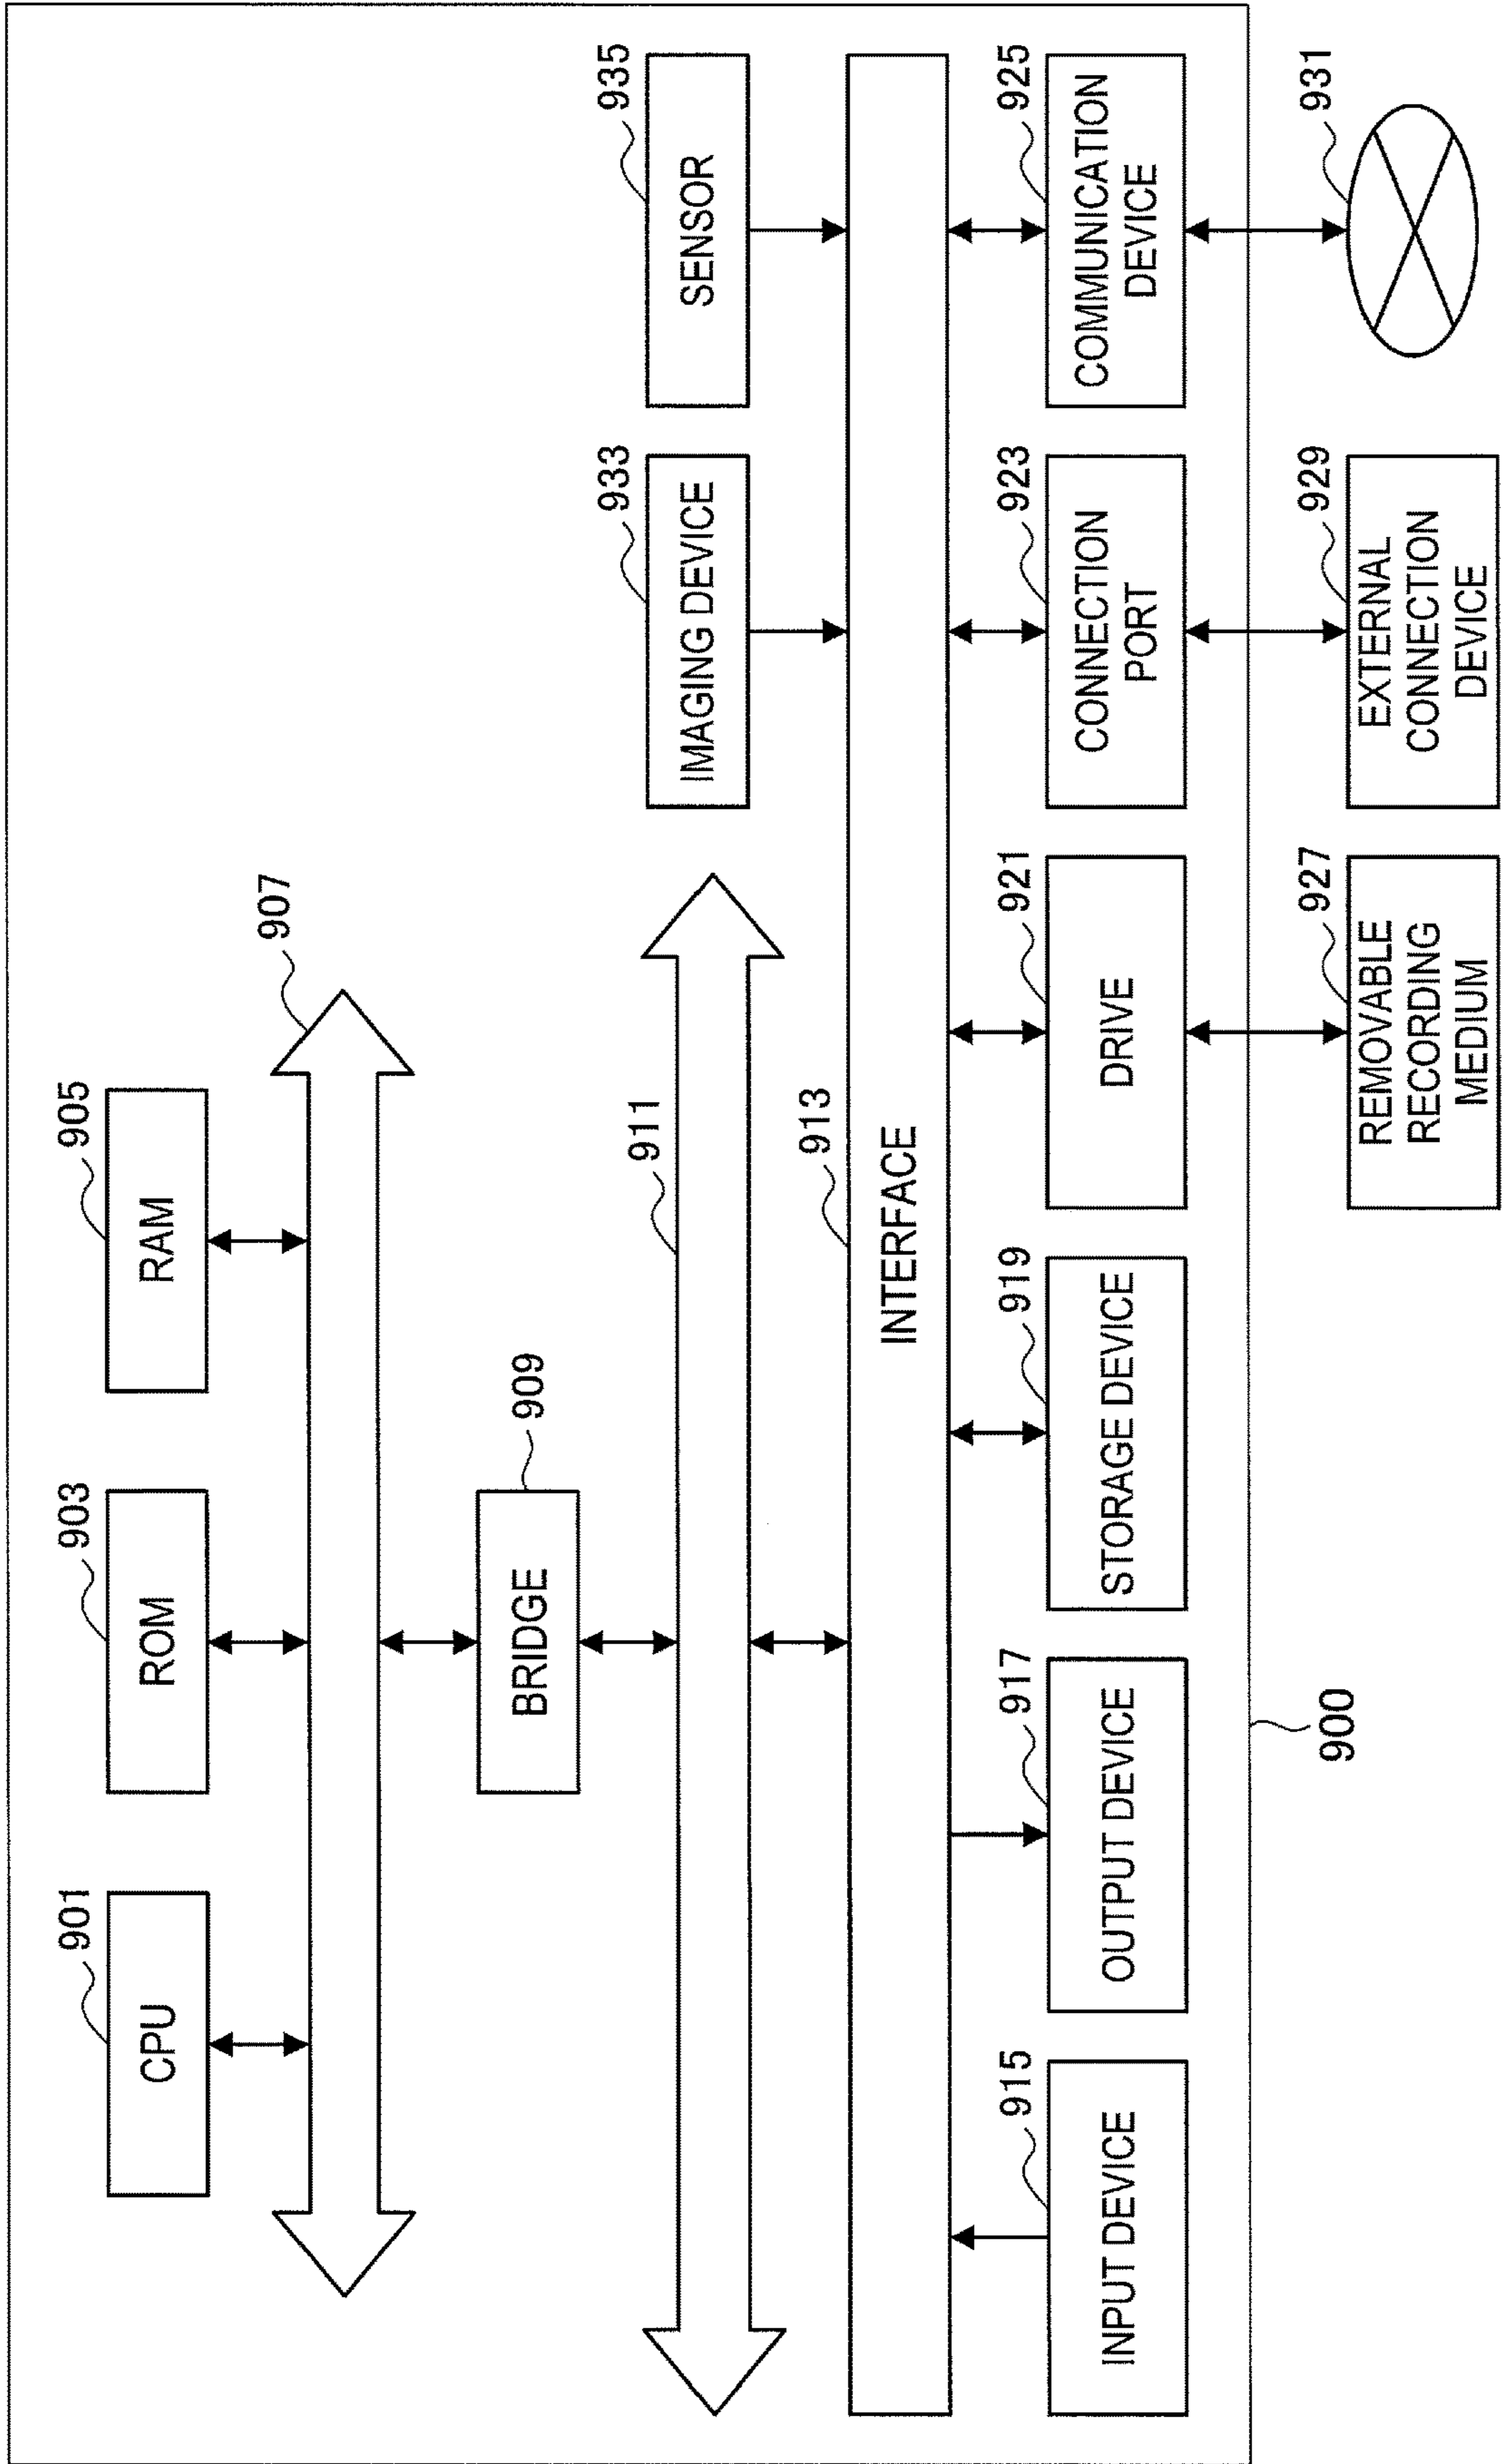 901
CPU
903
ROM
905
RAM
907
909
BRIDGE
911
933
IMAGING DEVICE
935
SENSOR
913
INTERFACE
915
INPUT DEVICE
917
OUTPUT DEVICE
919
STORAGE DEVICE
921
DRIVE
923
CONNECTION
PORT
925
COMMUNICATION
DEVICE
900
927
REMOVABLE
RECORDING
MEDIUM
929
EXTERNAL
CONNECTION
DEVICE
931